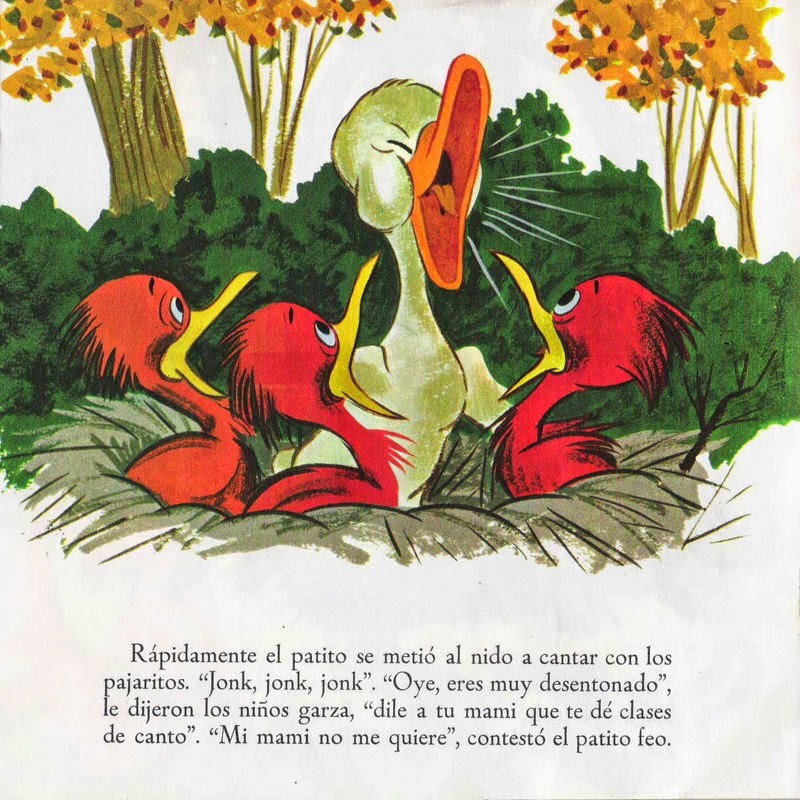 Rápidamente el patito se metió al nido a cantar con los
pajaritos. “Jonk, jonk, jonk”. “Oye, eres muy desentonado”,
le dijeron los niños garza, “dile a tu mami que te dé clases
de canto”. “Mi mami no me quiere”, contestó el patito feo.